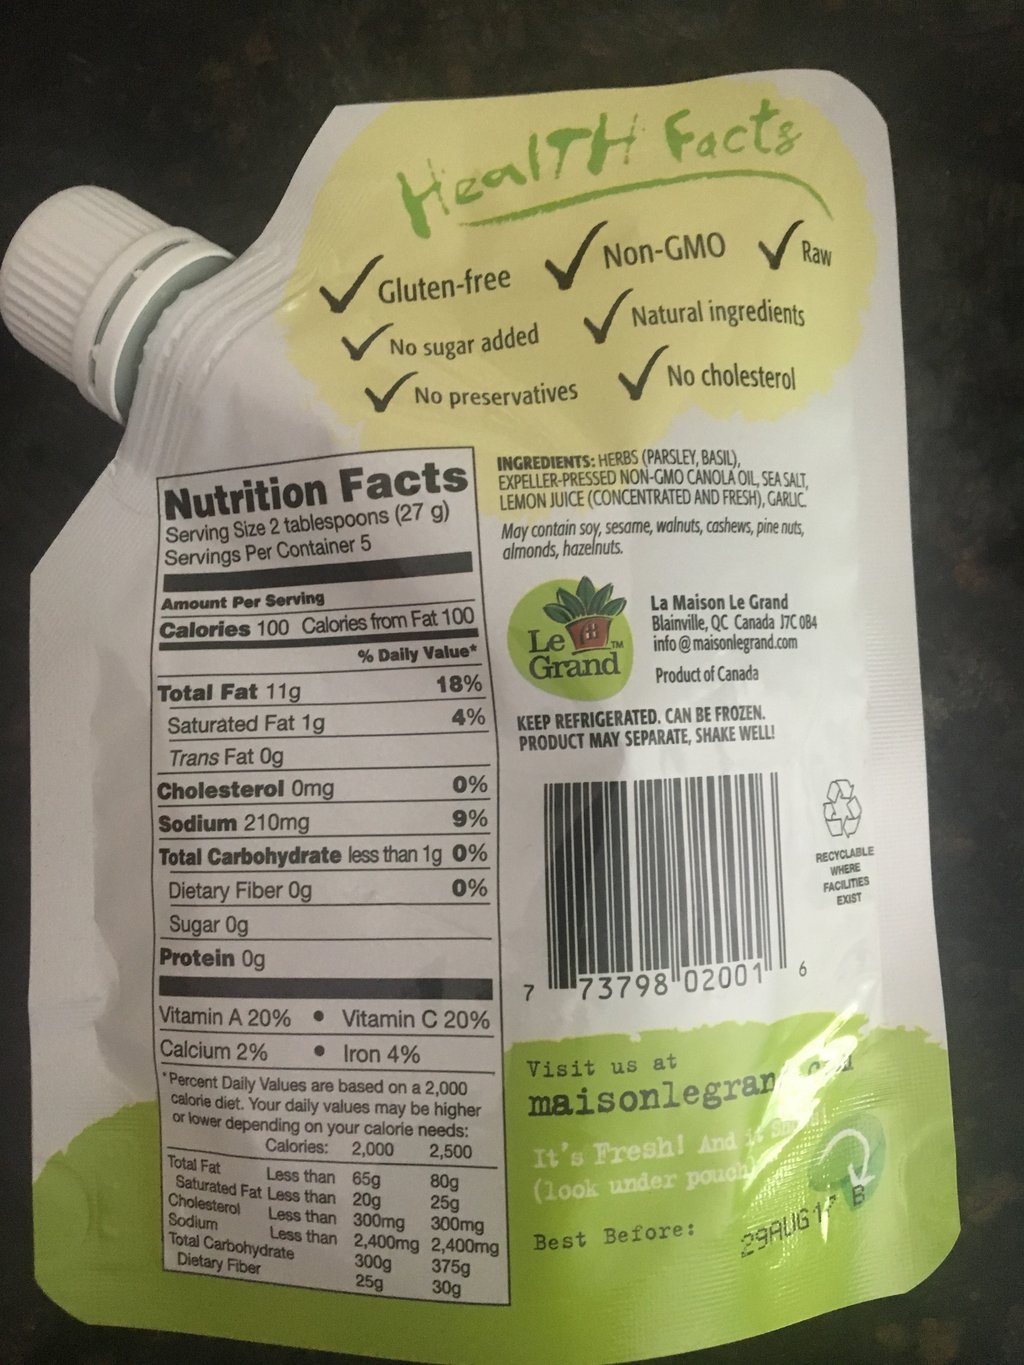 HealTH Facts
Gluten-free
Non-GMO
Raw
No sugar added
Natural ingredients
No preservatives
No cholesterol
Nutrition Facts
Serving Size 2 tablespoons (27 g)
Servings Per Container 5
Amount Per Serving
Calories 100 Calories from Fat 100
% Daily Value*
Total Fat 11g 18%
Saturated Fat 1g 4%
Trans Fat 0g
Cholesterol 0mg 0%
Sodium 210mg 9%
Total Carbohydrate less than 1g 0%
Dietary Fiber 0g 0%
Sugar 0g
Protein 0g
Vitamin A 20% • Vitamin C 20%
Calcium 2% • Iron 4%
*Percent Daily Values are based on a 2,000
calorie diet. Your daily values may be higher
or lower depending on your calorie needs:
Calories: 2,000 2,500
Total Fat Less than 65g 80g
Saturated Fat Less than 20g 25g
Cholesterol Less than 300mg 300mg
Sodium Less than 2,400mg 2,400mg
Total Carbohydrate 300g 375g
Dietary Fiber 25g 30g
INGREDIENTS: HERBS (PARSLEY, BASIL),
EXPELLER-PRESSED NON-GMO CANOLA OIL, SEA SALT,
LEMON JUICE (CONCENTRATED AND FRESH), GARLIC.
May contain soy, sesame, walnuts, cashews, pine nuts,
almonds, hazelnuts.
Le
Grand
TM
La Maison Le Grand
Blainville, QC Canada J7C 0B4
info@maisonlegrand.com
Product of Canada
KEEP REFRIGERATED. CAN BE FROZEN.
PRODUCT MAY SEPARATE, SHAKE WELL!
7 73798 02001 6
RECYCLABLE
WHERE
FACILITIES
EXIST
Visit us at
It's Fresh! And it
(look under pouch)
Best Before:
29AUG17 B